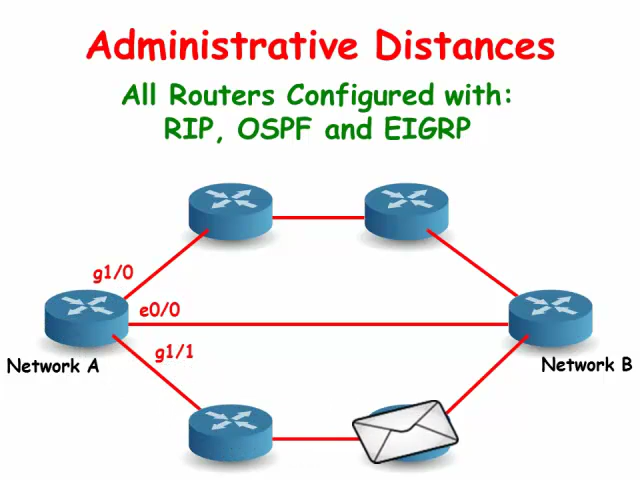 Administrative Distances
All Routers Configured with:
RIP, OSPF and EIGRP
g1/0
e0/0
g1/1
Network A
Network B